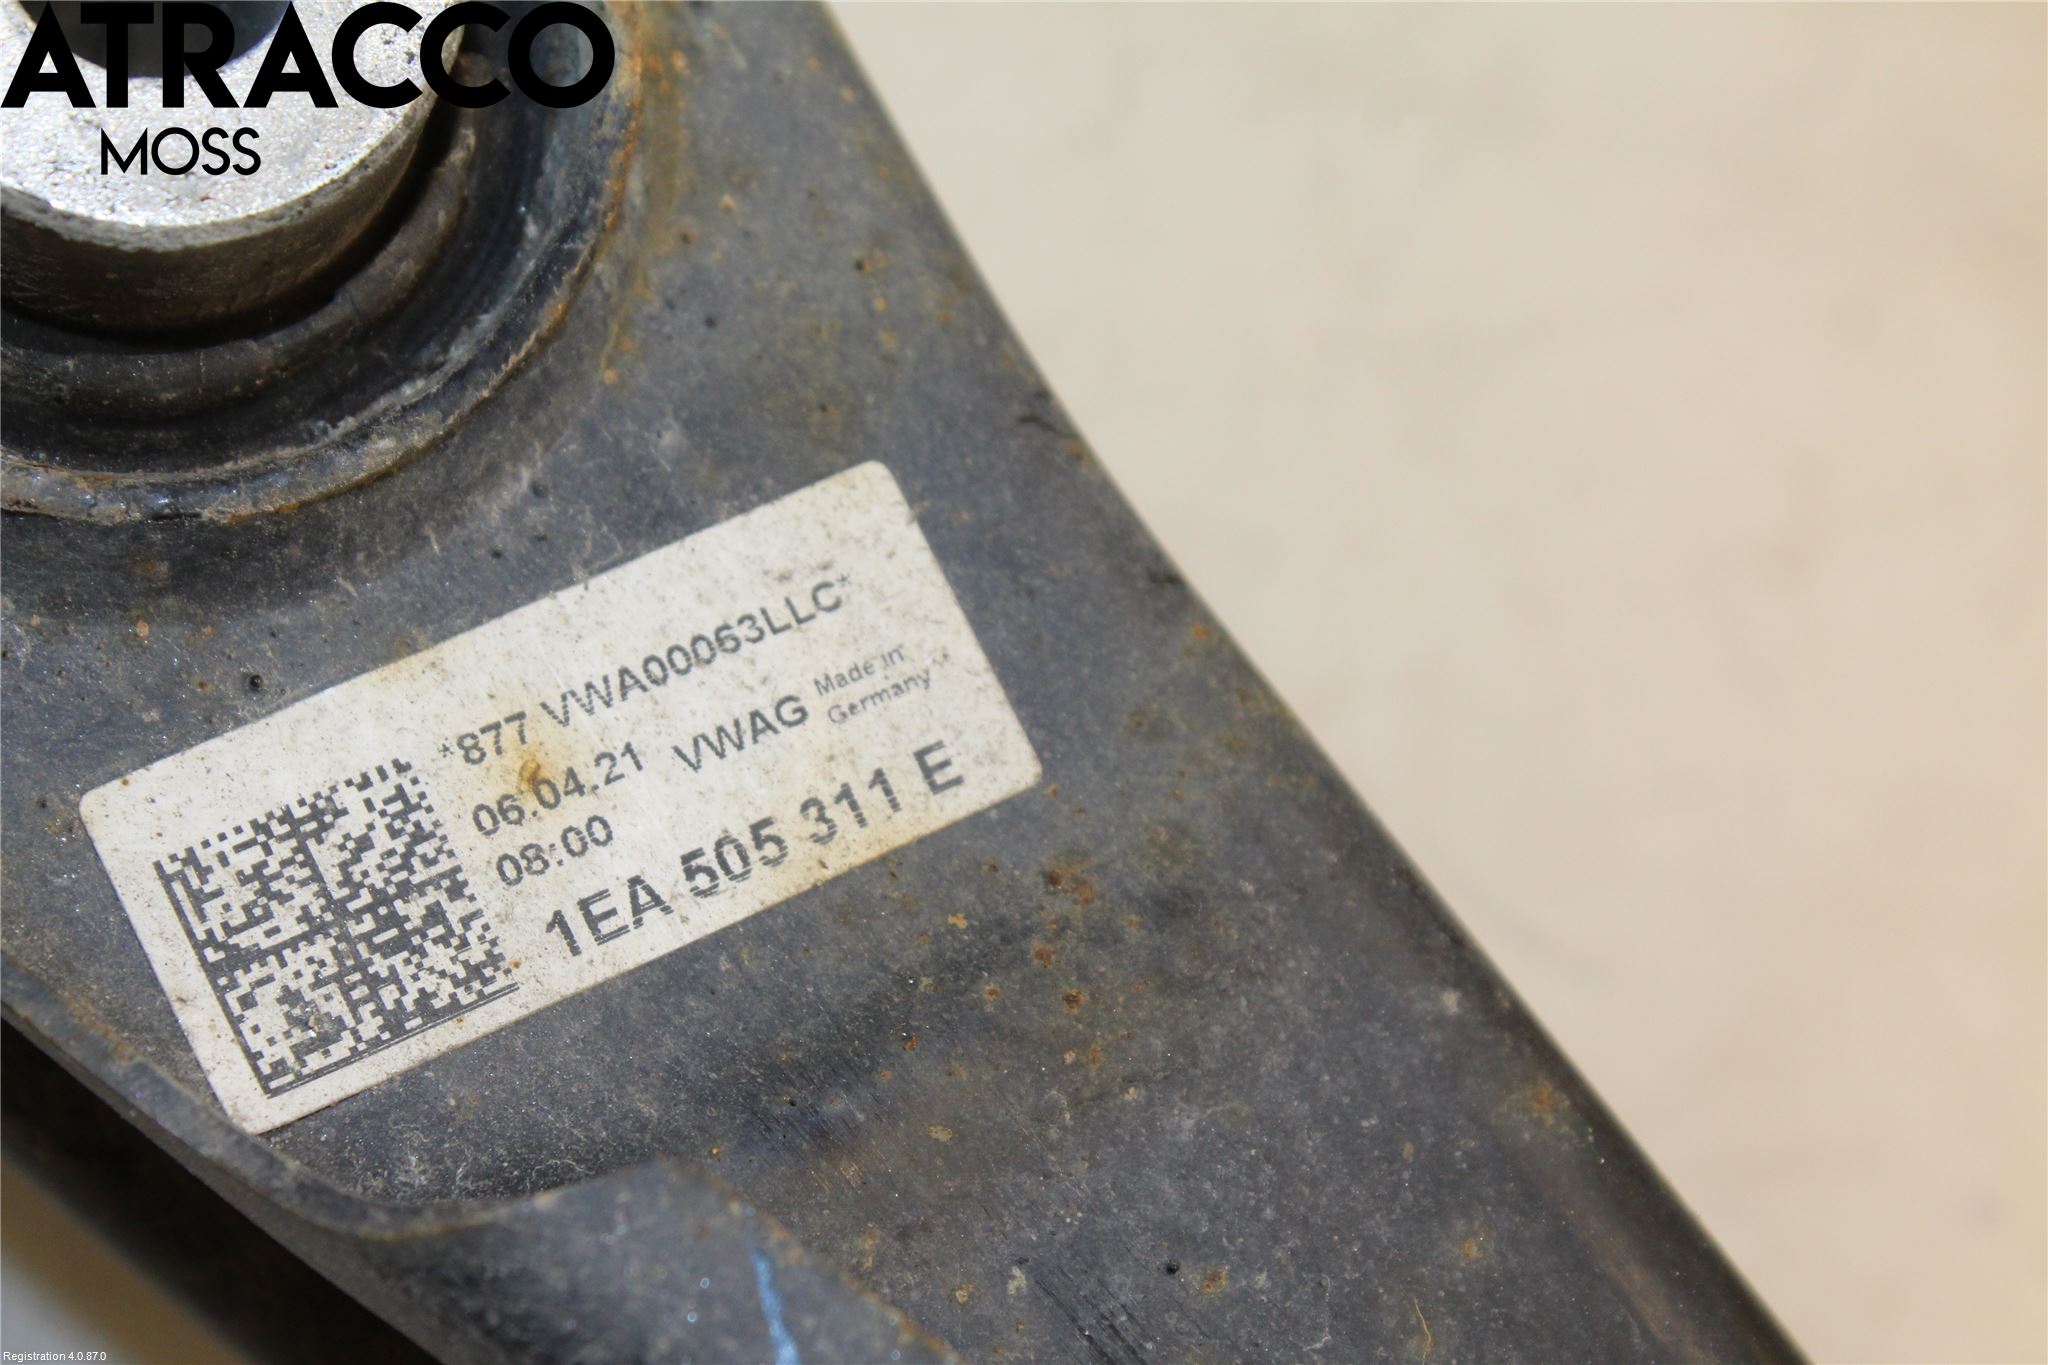 ATRACCO
MOSS
*877 VWA00063LLC*
06.04.21 VWAG Made in
08:00 Germany
1EA 505 311 E
Registration 4.0.87.0